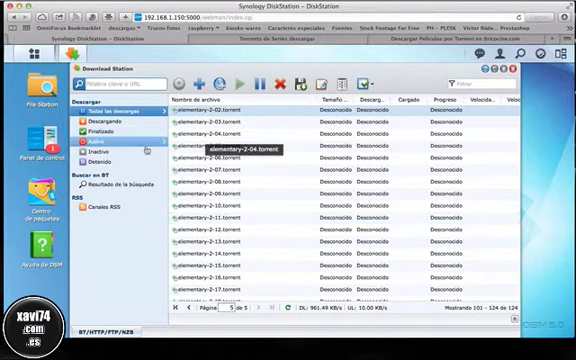 Synology DiskStation - DiskStation
192.168.1.150:5000/webman/index.cgi
OmniFocus Bookmarklet descargas Trocos fotos raspberry Víctor Ródenas Stock Footage For Free PH - PLESK
Synology DiskStation - DiskStation Torrents de Series descargar Descargar Peliculas por Torrent en Bricocine.com
Download Station
Palabra clave o URL
Filtrar
File Station
Panel de control
Centro de paquetes
Ayuda de DSM
Descargar
Todas las descargas
Descargando
Finalizado
Activo
Inactivo
Detenido
Buscar en BT
Resultado de la búsqueda
RSS
Canales RSS
BT/HTTP/FTP/NZB
Nombre de archivo Tamaño ... Descarg... Cargado Progreso Velocida...
elementary-2-02.torrent Desconocido Desconocido Desconocido
elementary-2-03.torrent Desconocido Desconocido Desconocido
elementary-2-04.torrent Desconocido Desconocido Desconocido
elementary-2-04.torrent
Desconocido Desconocido Desconocido
elementary-2-06.torrent Desconocido Desconocido Desconocido
elementary-2-07.torrent Desconocido Desconocido Desconocido
elementary-2-08.torrent Desconocido Desconocido Desconocido
elementary-2-09.torrent Desconocido Desconocido Desconocido
elementary-2-10.torrent Desconocido Desconocido Desconocido
elementary-2-11.torrent Desconocido Desconocido Desconocido
elementary-2-12.torrent Desconocido Desconocido Desconocido
elementary-2-13.torrent Desconocido Desconocido Desconocido
elementary-2-14.torrent Desconocido Desconocido Desconocido
elementary-2-15.torrent Desconocido Desconocido Desconocido
elementary-2-16.torrent Desconocido Desconocido Desconocido
elementary-2-17.torrent Desconocido Desconocido Desconocido
Página 5 de 5 DL: 961.49 KB/s UL: 10.00 KB/s Mostrando 101 - 124 de 124
DSM 5.0
xavi74
.com
.es